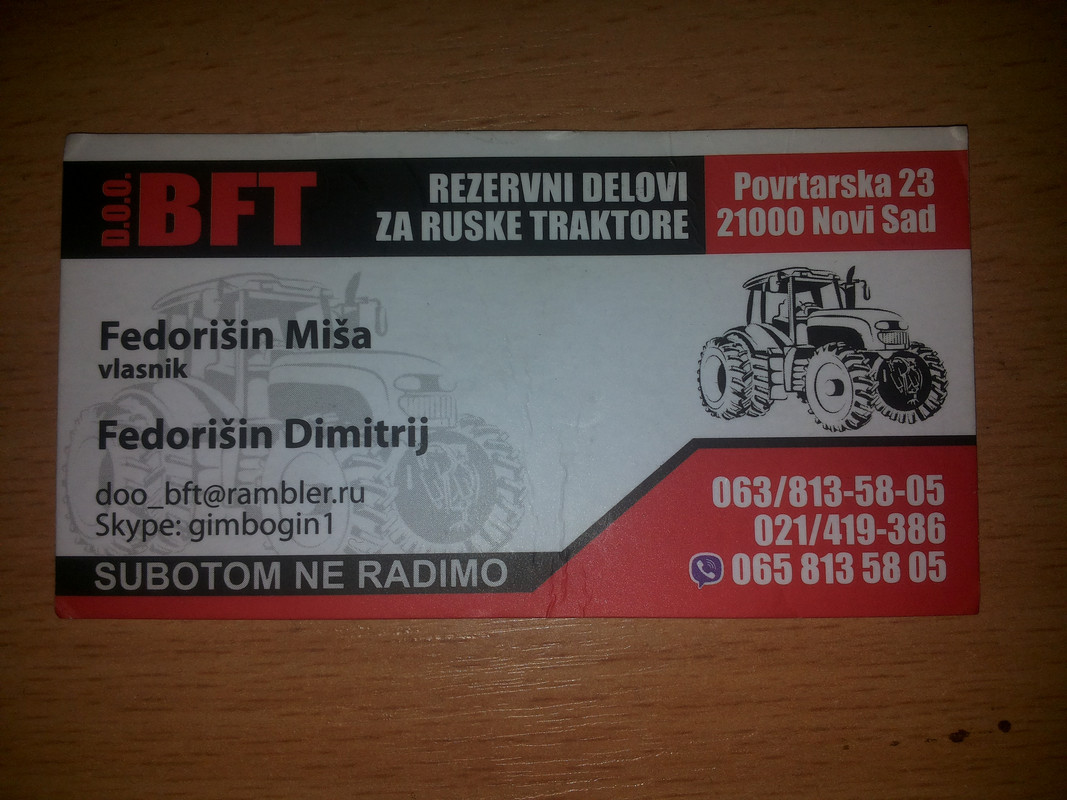 D.O.O. BFT
REZERVNI DELOVI
ZA RUSKE TRAKTORE
Povrtarska 23
21000 Novi Sad
Fedorišin Miša
vlasnik
Fedorišin Dimitrij
doo_bft@rambler.ru
Skype: gimbogin1
SUBOTOM NE RADIMO
063/813-58-05
021/419-386
065 813 58 05